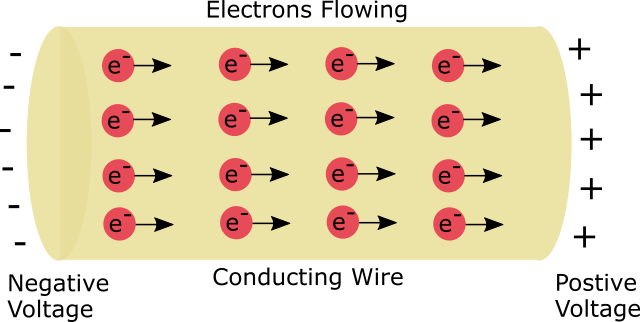 Electrons Flowing
- e⁻ e⁻ e⁻ e⁻ +
- e⁻ e⁻ e⁻ e⁻ +
- e⁻ e⁻ e⁻ e⁻ +
- e⁻ e⁻ e⁻ e⁻ +
- +
-
Negative
Voltage
Conducting Wire
Postive
Voltage